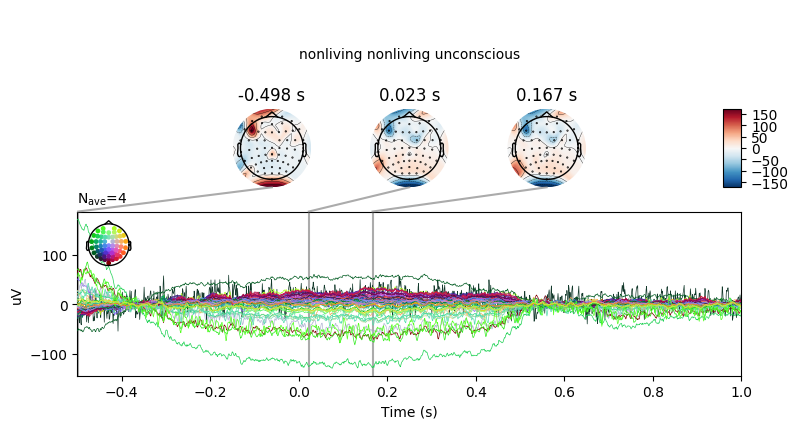 nonliving nonliving unconscious
-0.498 s 0.023 s 0.167 s
150
100
50
0
−50
−100
−150
Nave=4
100
0
−100
uV
−0.4 −0.2 0.0 0.2 0.4 0.6 0.8 1.0
Time (s)